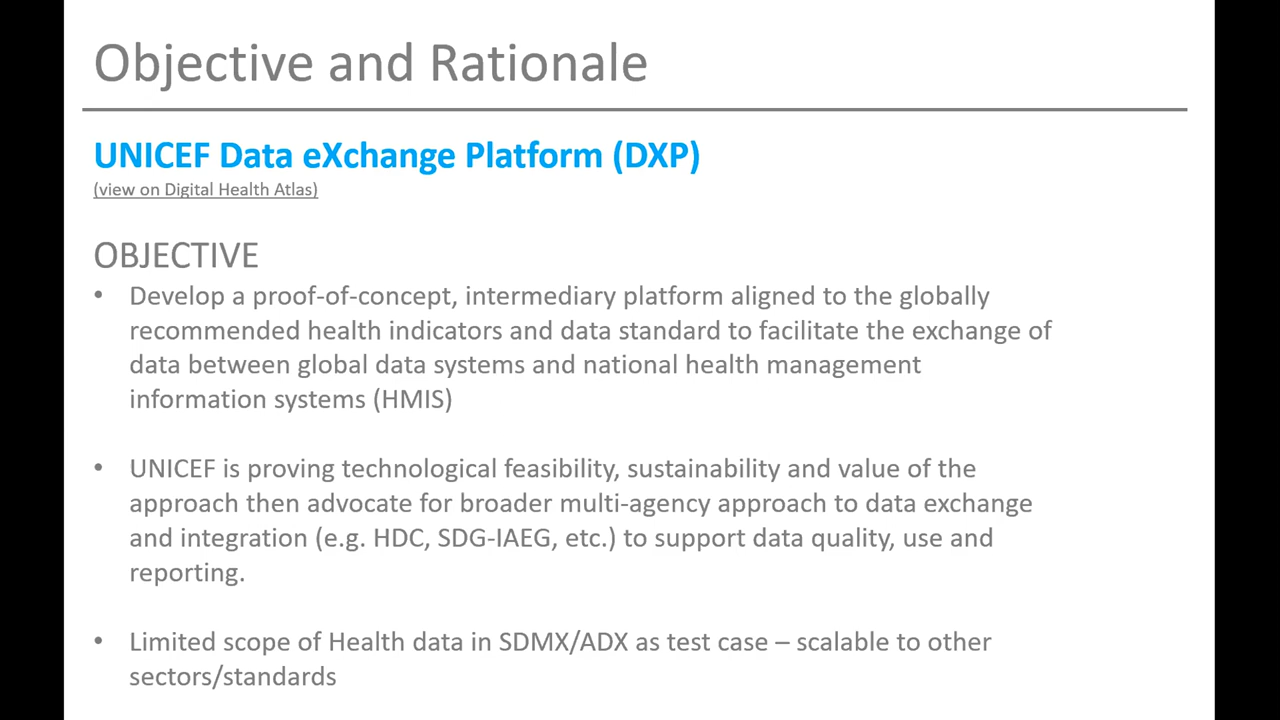 Objective and Rationale
UNICEF Data eXchange Platform (DXP)
(view on Digital Health Atlas)
OBJECTIVE
• Develop a proof-of-concept, intermediary platform aligned to the globally
recommended health indicators and data standard to facilitate the exchange of
data between global data systems and national health management
information systems (HMIS)
• UNICEF is proving technological feasibility, sustainability and value of the
approach then advocate for broader multi-agency approach to data exchange
and integration (e.g. HDC, SDG-IAEG, etc.) to support data quality, use and
reporting.
• Limited scope of Health data in SDMX/ADX as test case – scalable to other
sectors/standards